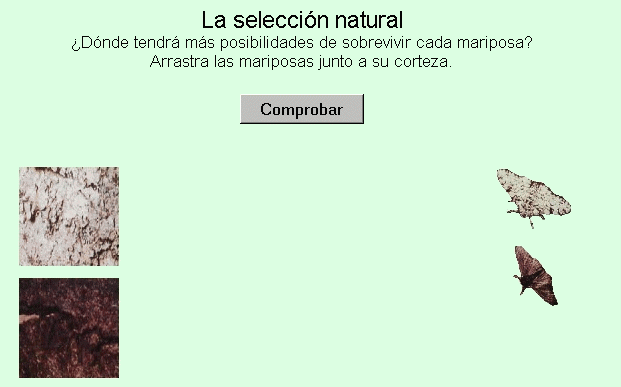 La selección natural
¿Dónde tendrá más posibilidades de sobrevivir cada mariposa?
Arrastra las mariposas junto a su corteza.
Comprobar